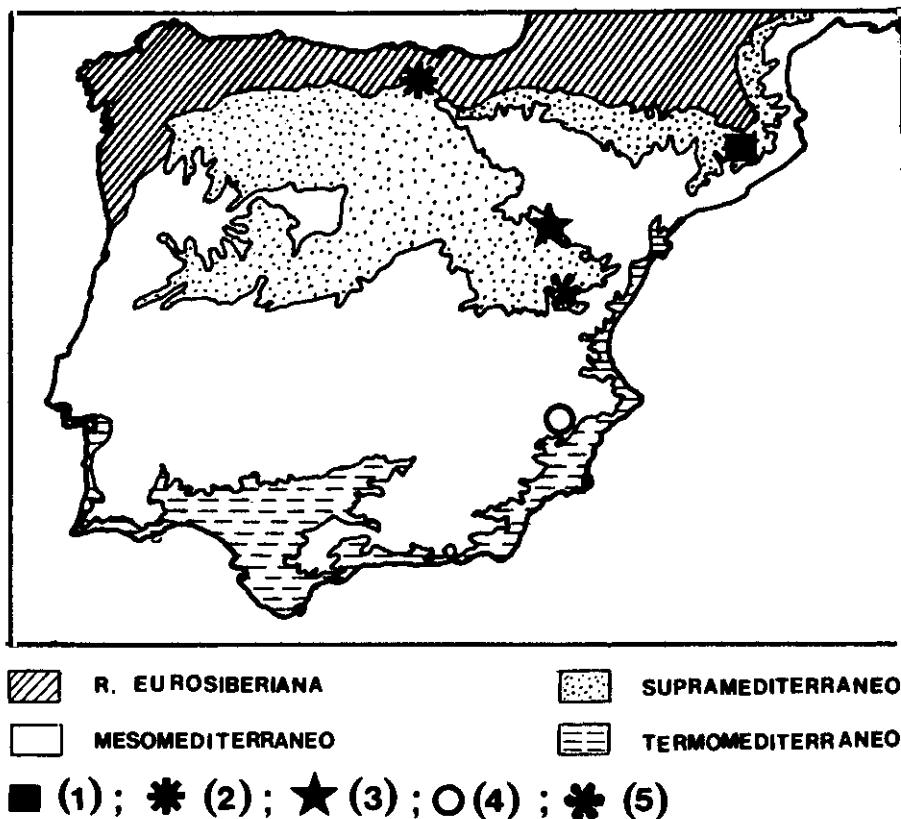 R. EUROSIBERIANA
SUPRAMEDITERRANEO
MESOMEDITERRANEO
TERMOMEDITERRANEO
■ (1) ; ✷ (2) ; ★ (3) ; ○ (4) ; ✱ (5)